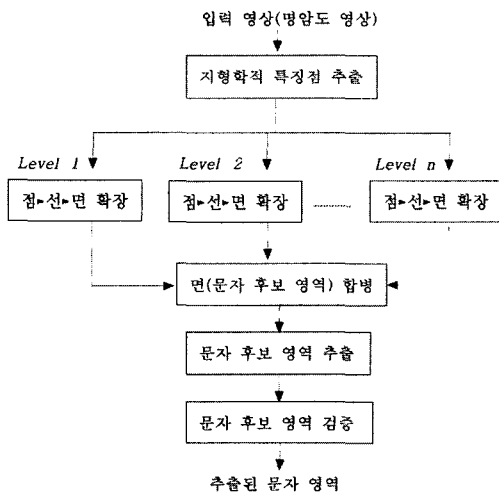 입력 영상(명암도 영상)
지형학적 특징점 추출
Level 1
Level 2
Level n
점▸선▸면 확장
점▸선▸면 확장
점▸선▸면 확장
면(문자 후보 영역) 합병
문자 후보 영역 추출
문자 후보 영역 검증
추출된 문자 영역